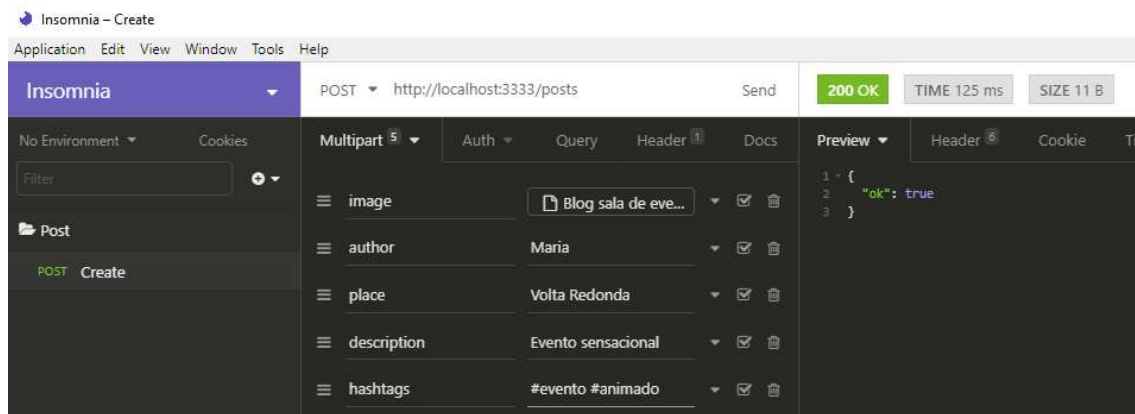 Insomnia – Create
Application Edit View Window Tools Help
Insomnia POST http://localhost:3333/posts Send 200 OK TIME 125 ms SIZE 11 B
No Environment Cookies Multipart 5 Auth Query Header 1 Docs Preview Header 6 Cookie
Filter
1 {
2 "ok": true
3 }
image Blog sala de eve...
Post
author Maria
POST Create
place Volta Redonda
description Evento sensacional
hashtags #evento #animado